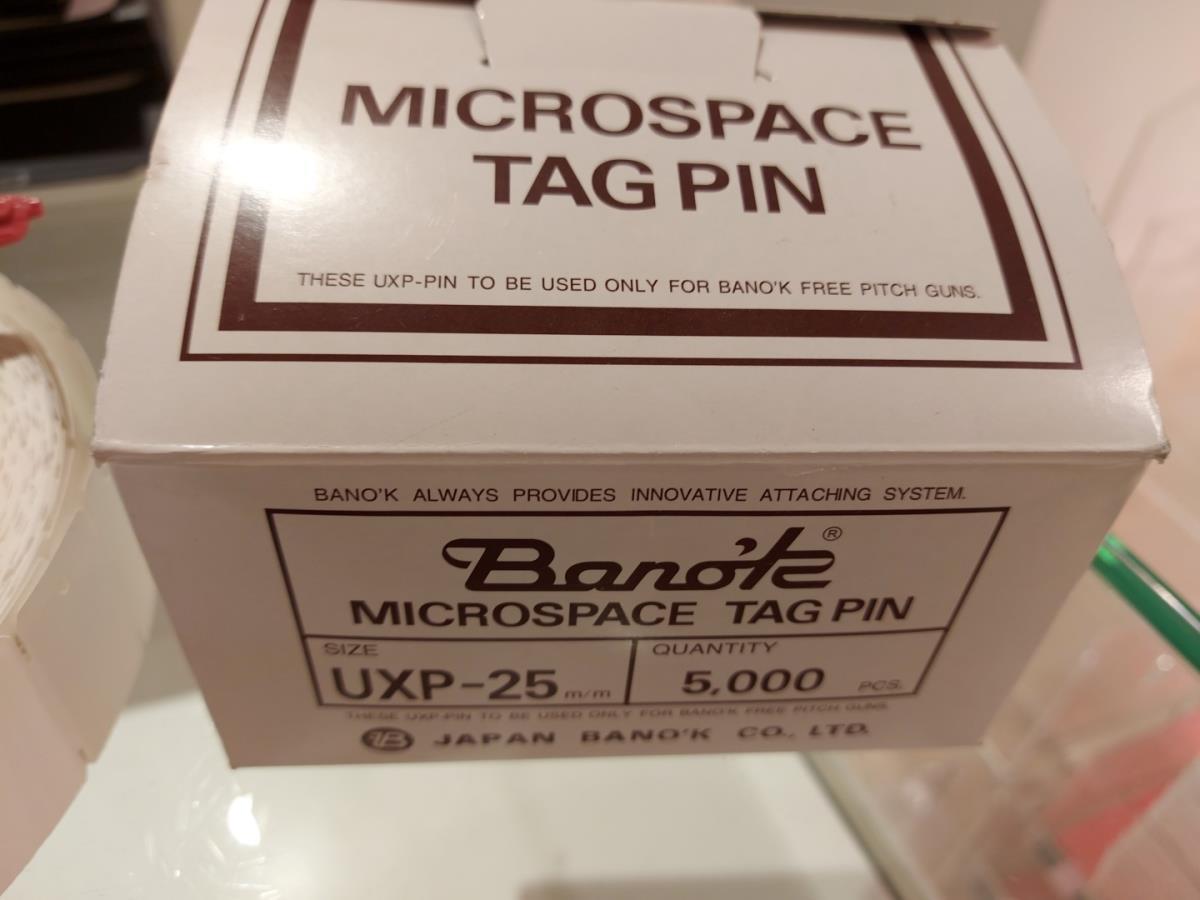 MICROSPACE
TAG PIN
THESE UXP-PIN TO BE USED ONLY FOR BANO'K FREE PITCH GUNS.
BANO'K ALWAYS PROVIDES INNOVATIVE ATTACHING SYSTEM.
Bano'k ®
MICROSPACE TAG PIN
SIZE
UXP-25 m/m
QUANTITY
5,000 PCS.
THESE UXP-PIN TO BE USED ONLY FOR BANO'K FREE PITCH GUNS.
JAPAN BANO'K CO., LTD.